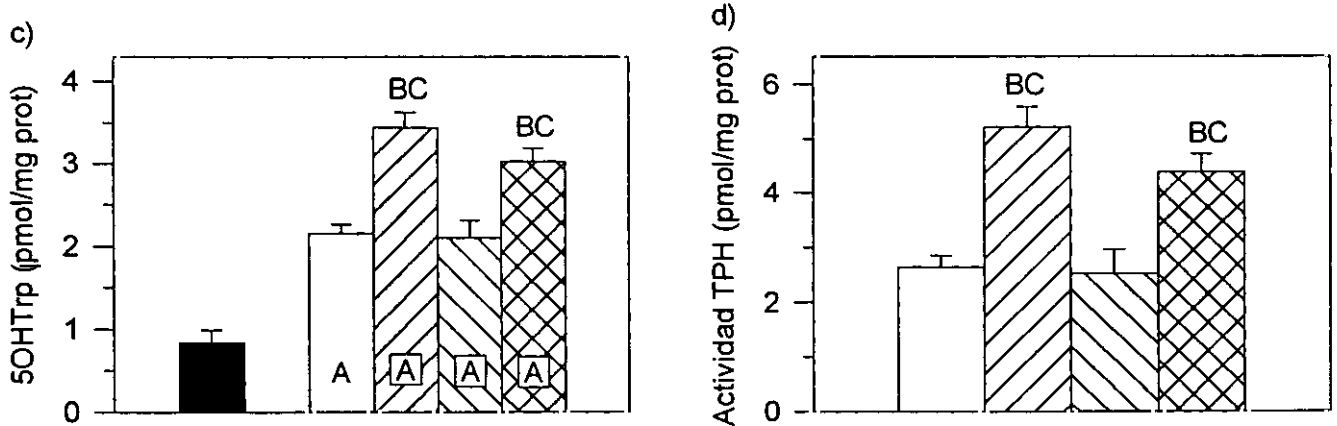 c)
5OHTrp (pmol/mg prot)
4
3
2
1
0
BC
BC
A
A
A
A
d)
Actividad TPH (pmol/mg prot)
6
4
2
0
BC
BC